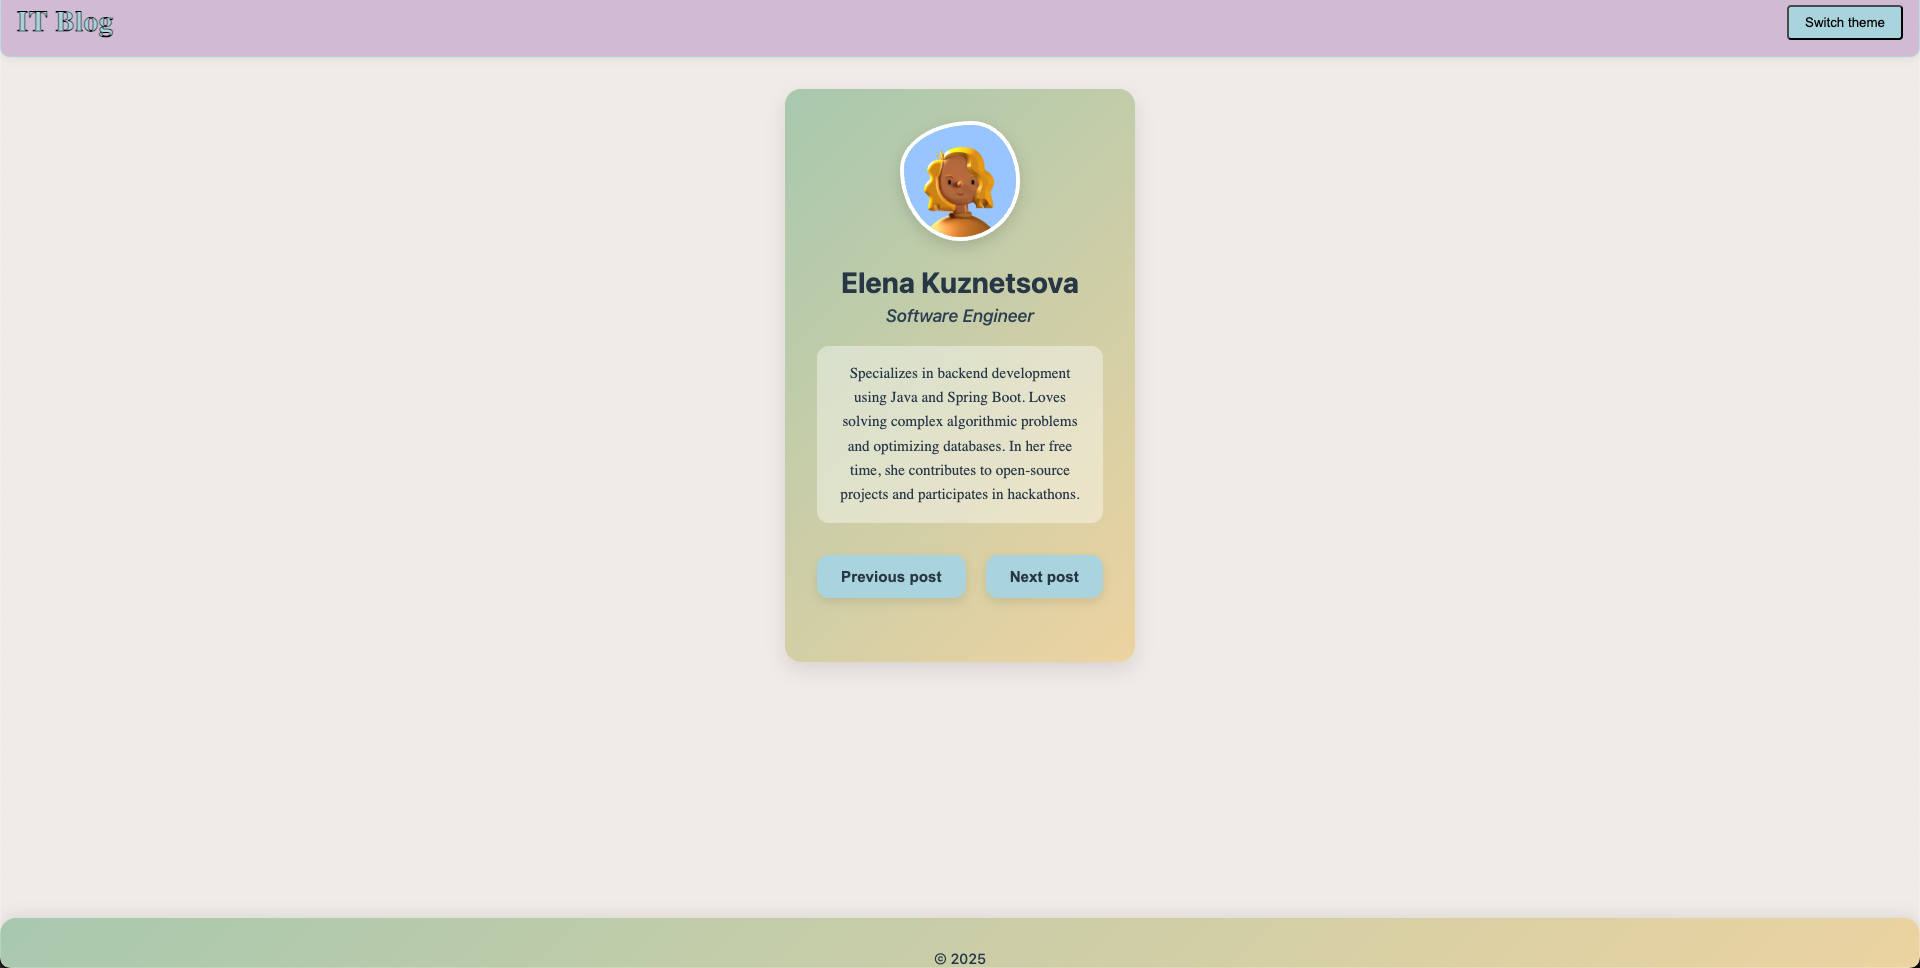 IT Blog
Switch theme
Elena Kuznetsova
Software Engineer
Specializes in backend development
using Java and Spring Boot. Loves
solving complex algorithmic problems
and optimizing databases. In her free
time, she contributes to open-source
projects and participates in hackathons.
Previous post
Next post
© 2025